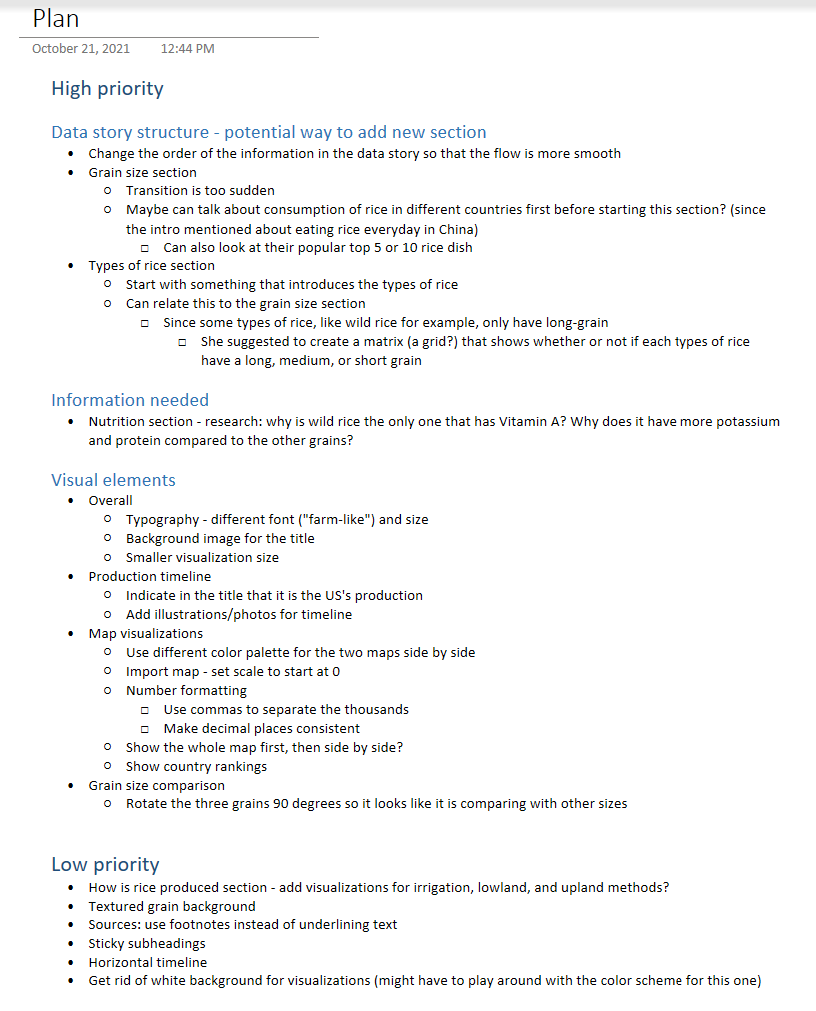 Plan
October 21, 2021 12:44 PM
High priority
Data story structure - potential way to add new section
• Change the order of the information in the data story so that the flow is more smooth
• Grain size section
○ Transition is too sudden
○ Maybe can talk about consumption of rice in different countries first before starting this section? (since
the intro mentioned about eating rice everyday in China)
□ Can also look at their popular top 5 or 10 rice dish
• Types of rice section
○ Start with something that introduces the types of rice
○ Can relate this to the grain size section
□ Since some types of rice, like wild rice for example, only have long-grain
□ She suggested to create a matrix (a grid?) that shows whether or not if each types of rice
have a long, medium, or short grain
Information needed
• Nutrition section - research: why is wild rice the only one that has Vitamin A? Why does it have more potassium
and protein compared to the other grains?
Visual elements
• Overall
○ Typography - different font ("farm-like") and size
○ Background image for the title
○ Smaller visualization size
• Production timeline
○ Indicate in the title that it is the US's production
○ Add illustrations/photos for timeline
• Map visualizations
○ Use different color palette for the two maps side by side
○ Import map - set scale to start at 0
○ Number formatting
□ Use commas to separate the thousands
□ Make decimal places consistent
○ Show the whole map first, then side by side?
○ Show country rankings
• Grain size comparison
○ Rotate the three grains 90 degrees so it looks like it is comparing with other sizes
Low priority
• How is rice produced section - add visualizations for irrigation, lowland, and upland methods?
• Textured grain background
• Sources: use footnotes instead of underlining text
• Sticky subheadings
• Horizontal timeline
• Get rid of white background for visualizations (might have to play around with the color scheme for this one)